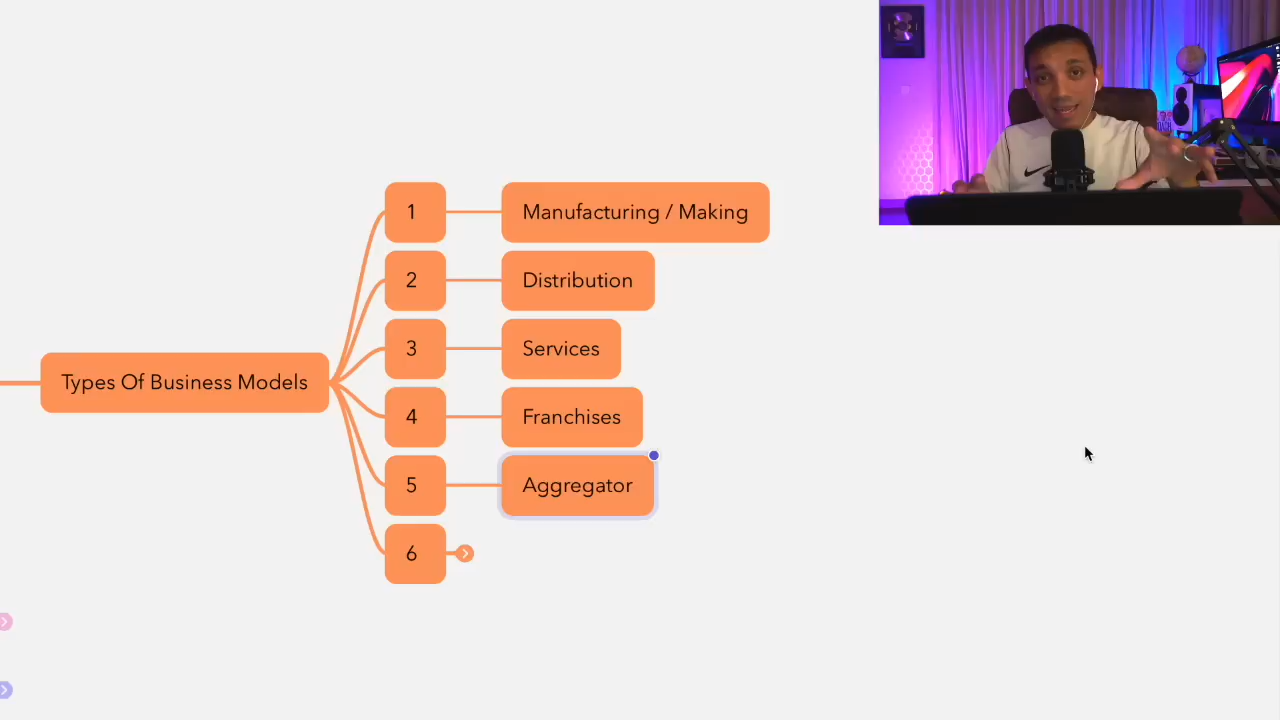 1
Manufacturing / Making
2
Distribution
3
Services
Types Of Business Models
4
Franchises
5
Aggregator
6